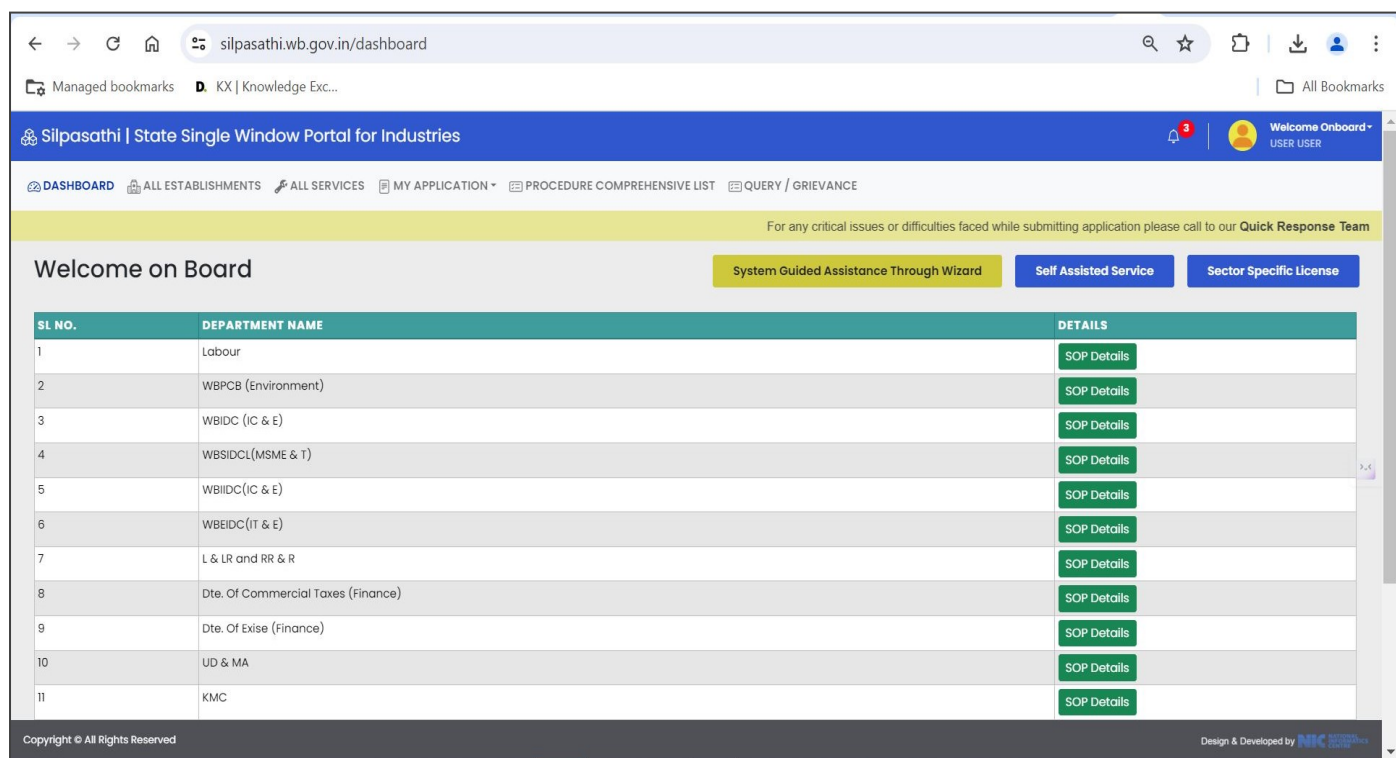 silpasathi.wb.gov.in/dashboard
Managed bookmarks D. KX | Knowledge Exc... All Bookmarks
Silpasathi | State Single Window Portal for Industries 3 Welcome Onboard
USER USER
DASHBOARD ALL ESTABLISHMENTS ALL SERVICES MY APPLICATION PROCEDURE COMPREHENSIVE LIST QUERY / GRIEVANCE
For any critical issues or difficulties faced while submitting application please call to our Quick Response Team
Welcome on Board System Guided Assistance Through Wizard Self Assisted Service Sector Specific License
SL NO. DEPARTMENT NAME DETAILS
1 Labour SOP Details
2 WBPCB (Environment) SOP Details
3 WBIDC (IC & E) SOP Details
4 WBSIDCL(MSME & T) SOP Details
5 WBIIDC(IC & E) SOP Details
6 WBEIDC(IT & E) SOP Details
7 L & LR and RR & R SOP Details
8 Dte. Of Commercial Taxes (Finance) SOP Details
9 Dte. Of Exise (Finance) SOP Details
10 UD & MA SOP Details
11 KMC SOP Details
Copyright © All Rights Reserved Design & Developed by NIC NATIONAL INFORMATICS CENTRE